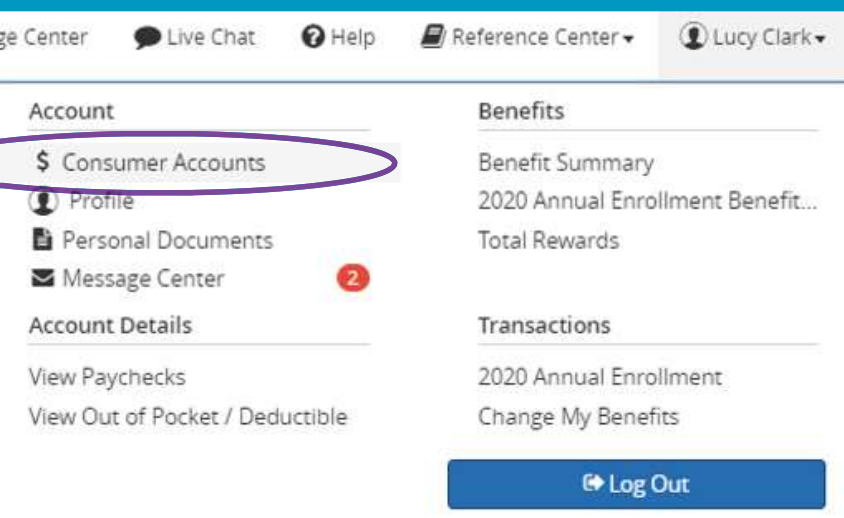 ge Center Live Chat Help Reference Center Lucy Clark
Account
$ Consumer Accounts
Profile
Personal Documents
Message Center 2
Account Details
View Paychecks
View Out of Pocket / Deductible
Benefits
Benefit Summary
2020 Annual Enrollment Benefit...
Total Rewards
Transactions
2020 Annual Enrollment
Change My Benefits
Log Out